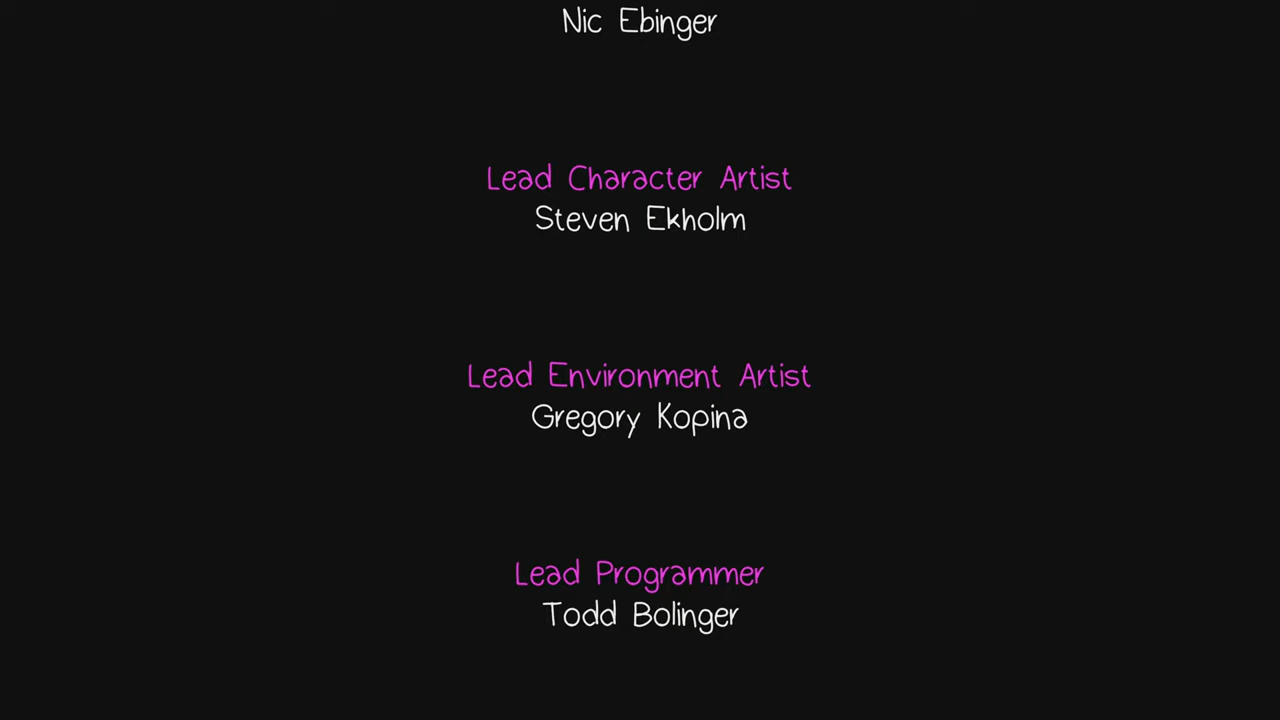 Nic Ebinger
Lead Character Artist
Steven Ekholm
Lead Environment Artist
Gregory Kopina
Lead Programmer
Todd Bolinger